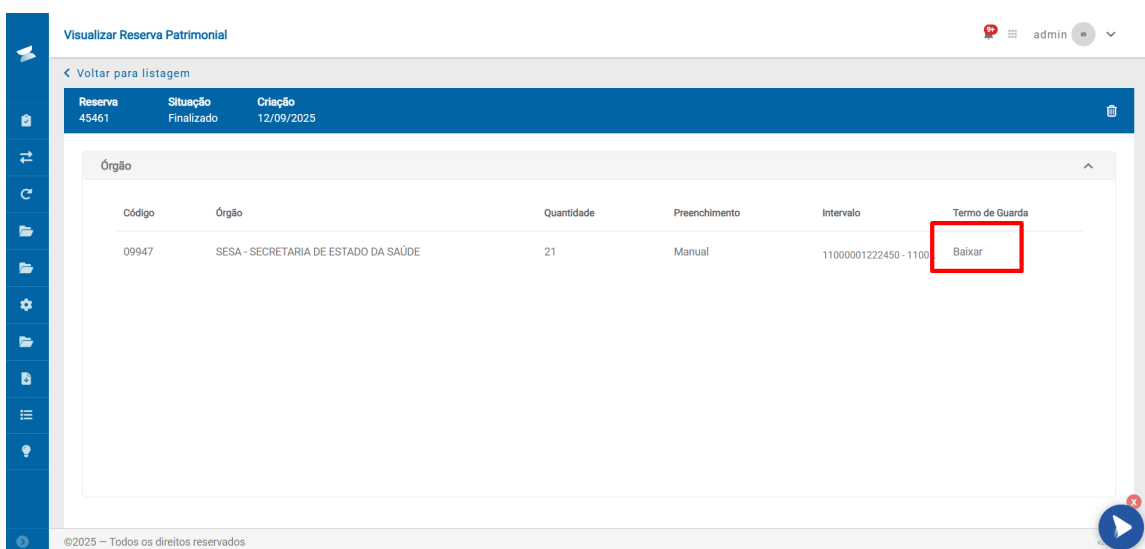 Visualizar Reserva Patrimonial
9+
admin
Voltar para listagem
Reserva Situação Criação
45461 Finalizado 12/09/2025
Órgão
Código Órgão Quantidade Preenchimento Intervalo Termo de Guarda
09947 SESA - SECRETARIA DE ESTADO DA SAÚDE 21 Manual 11000001222450 - 1100 Baixar
X
©2025 — Todos os direitos reservados